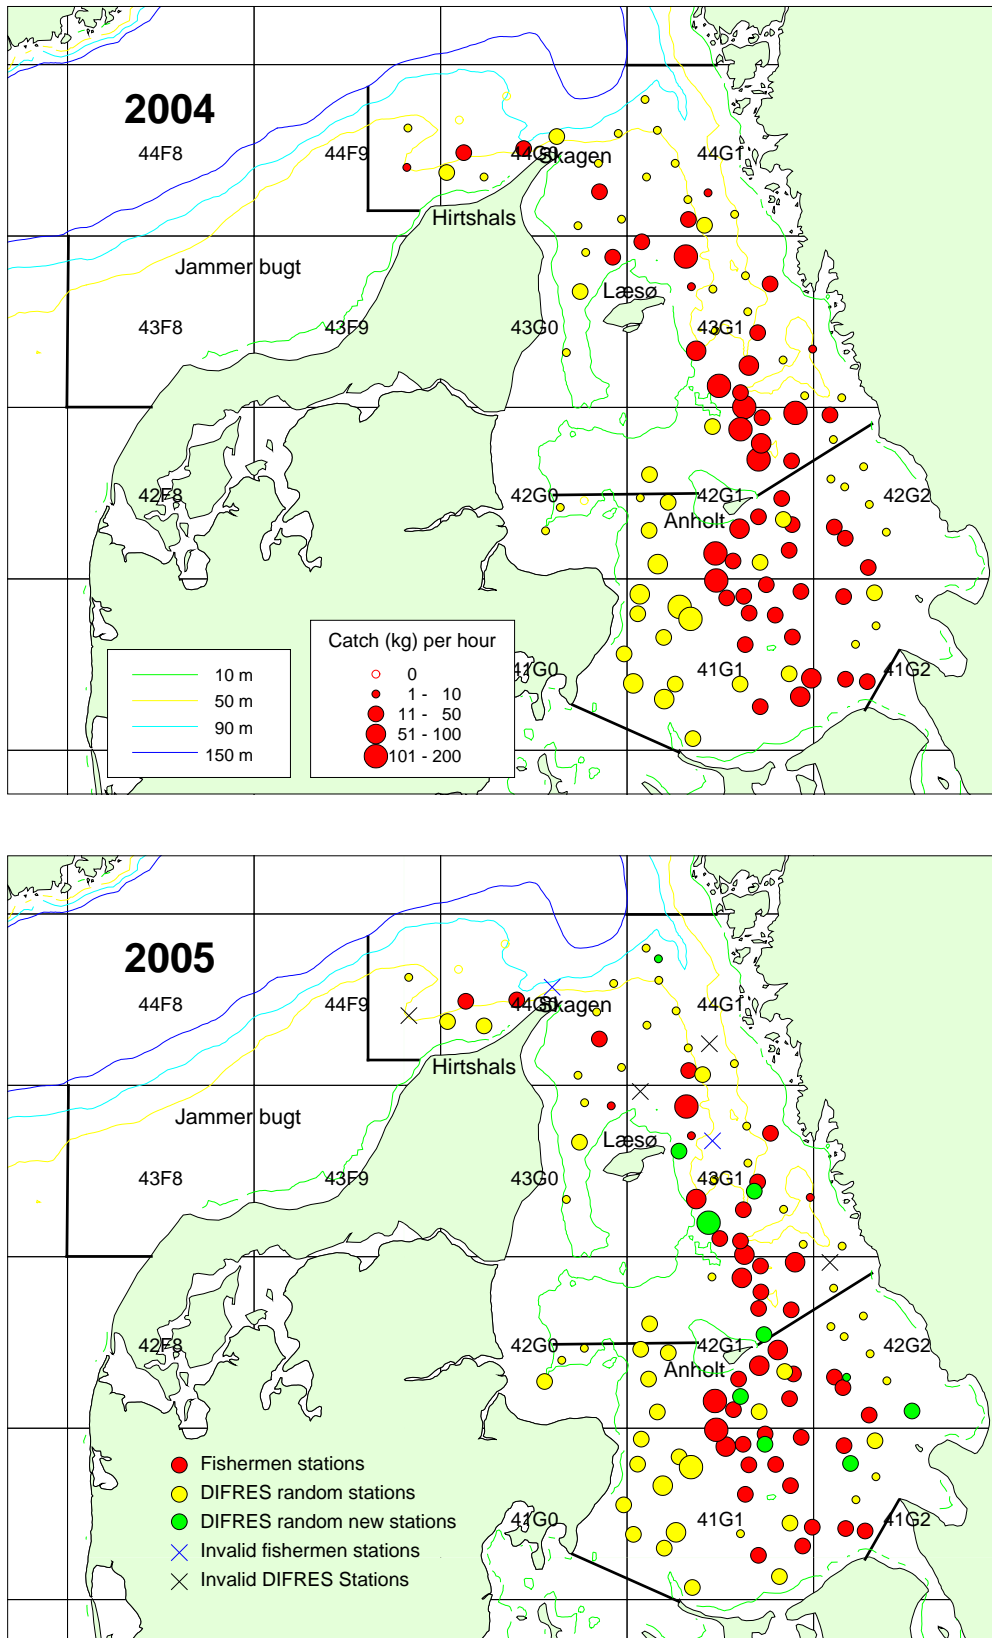 2004
44F8
44F9
44G0
Skagen
44G1
Hirtshals
Jammer bugt
Læsø
43F8
43F9
43G0
43G1
42F8
42G0
42G1
42G2
Anholt
41G0
41G1
41G2
10 m
50 m
90 m
150 m
Catch (kg) per hour
0
1 - 10
11 - 50
51 - 100
101 - 200
2005
44F8
44F9
44G0
Skagen
44G1
Hirtshals
Jammer bugt
Læsø
43F8
43F9
43G0
43G1
42F8
42G0
42G1
42G2
Anholt
Fishermen stations
DIFRES random stations
DIFRES random new stations
Invalid fishermen stations
Invalid DIFRES Stations
41G0
41G1
41G2